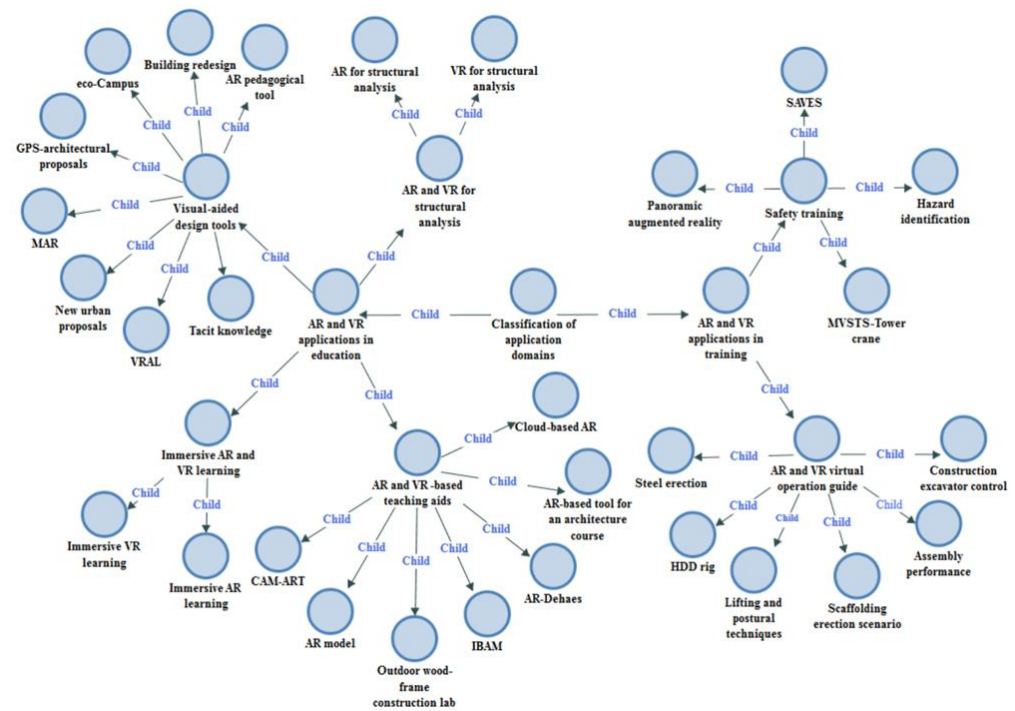 Building redesign
eco-Campus
AR pedagogical
tool
AR for structural
analysis
VR for structural
analysis
SAVES
Child
Child
Child
Child
Child
Child
GPS-architectural
proposals
Child
Child
MAR
Visual-aided
design tools
AR and VR for
structural
analysis
Panoramic
augmented reality
Child
Safety training
Child
Hazard
identification
Child
Child
Child
Child
Child
Child
Child
New urban
proposals
VRAL
Tacit knowledge
AR and VR
applications in
education
Child
Classification of
application
domains
Child
AR and VR
applications in
training
MVSTS-Tower
crane
Child
Child
Child
Immersive AR and
VR learning
Cloud-based AR
Child
Child
Child
Immersive VR
learning
Child
Immersive AR
learning
AR and VR -based
teaching aids
AR-based tool for
an architecture
course
Child
Child
Child
Child
Child
CAM-ART
AR model
Outdoor wood-
frame
construction lab
IBAM
AR-Dehaes
Steel erection
Child
AR and VR virtual
operation guide
Child
Construction
excavator control
Child
Child
Child
Child
HDD rig
Lifting and
postural
techniques
Scaffolding
erection scenario
Assembly
performance